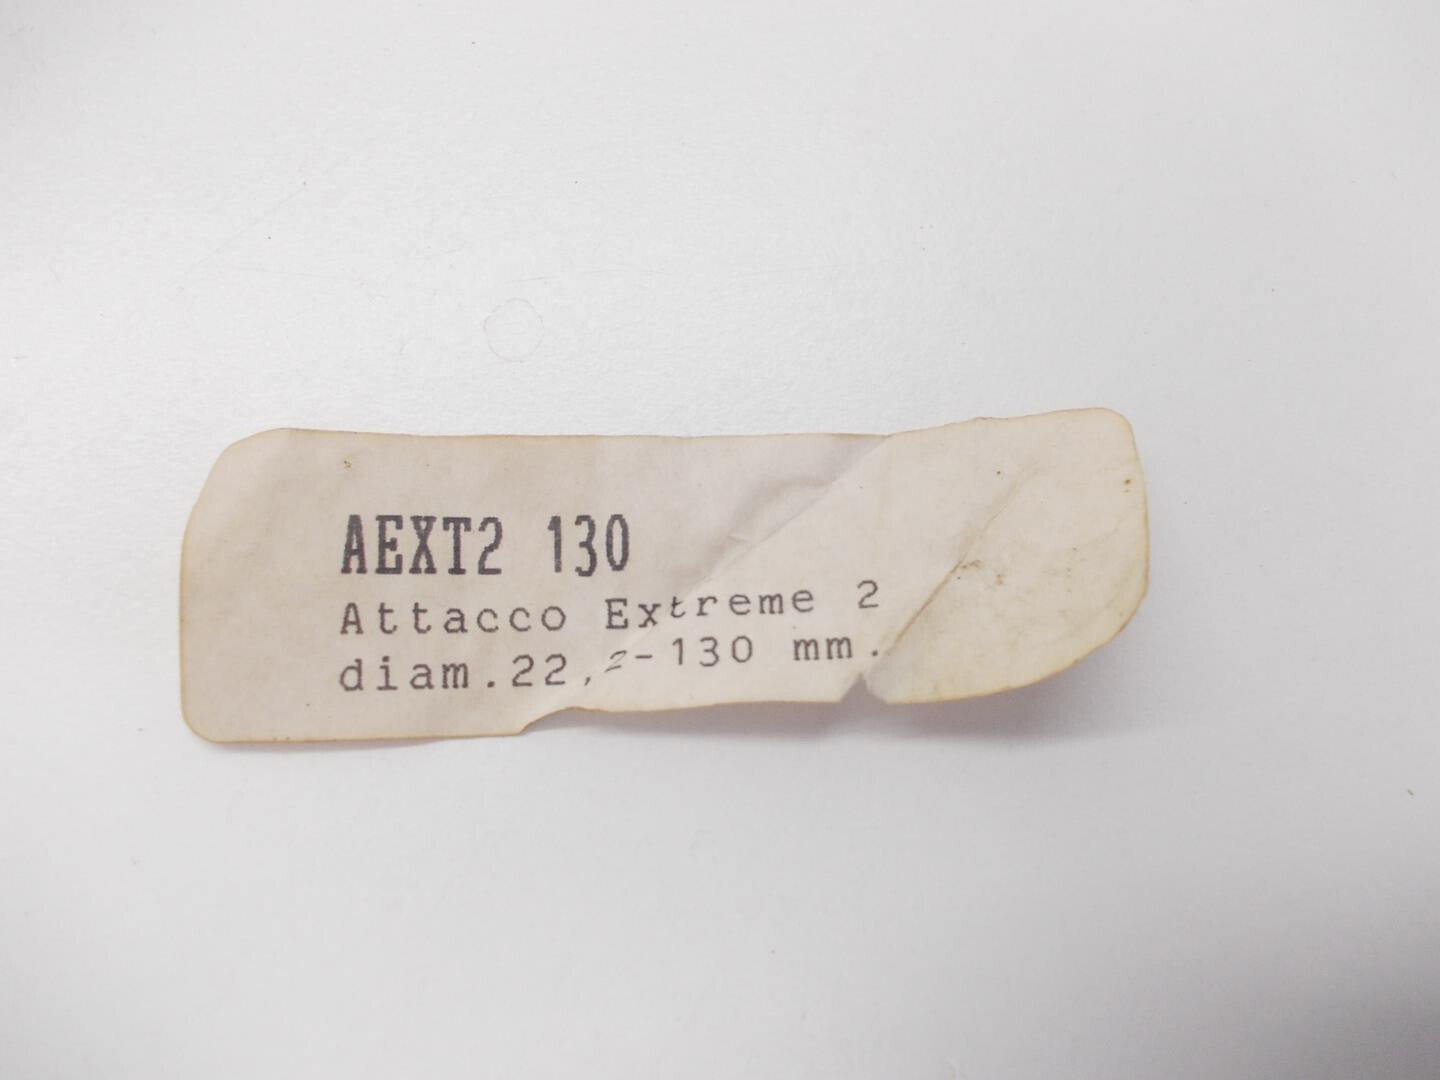 AEXT2 130
Attacco Extreme 2
diam.22,2-130 mm.